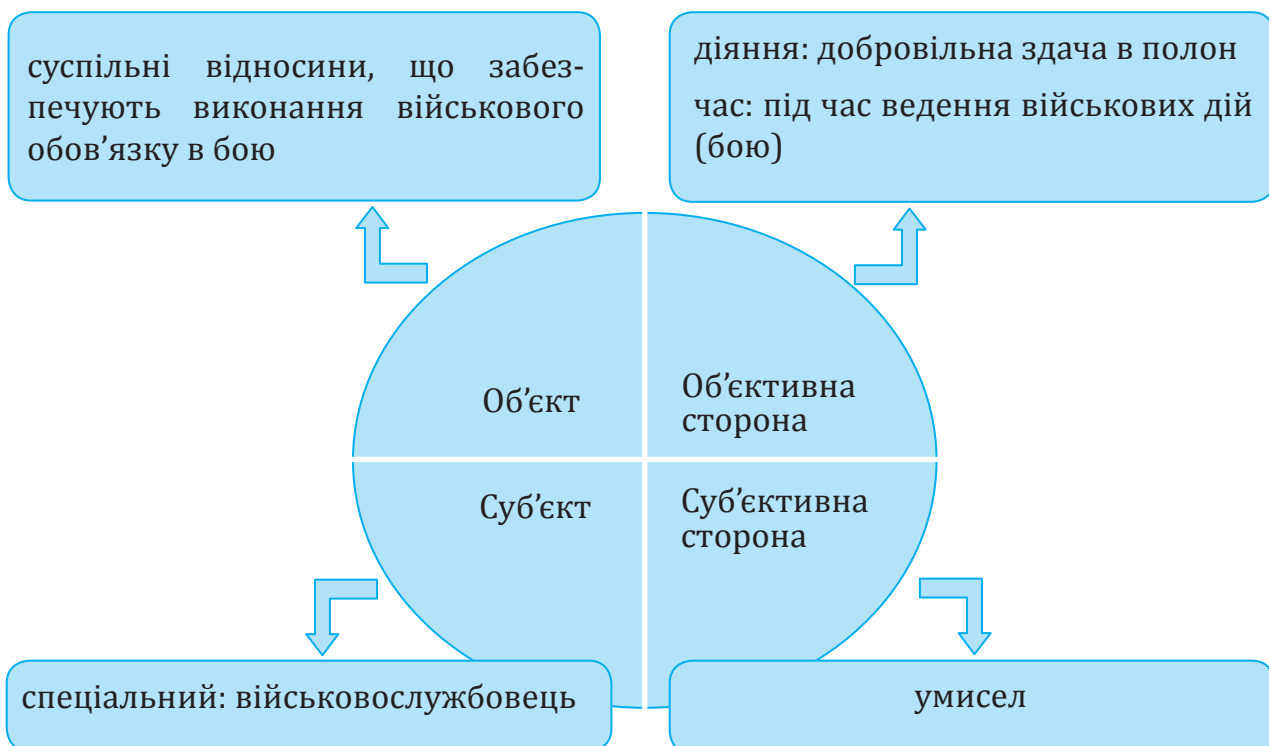 суспільні відносини, що забез-
печують виконання військового
обов’язку в бою
діяння: добровільна здача в полон
час: під час ведення військових дій
(бою)
Об’єкт
Об’єктивна
сторона
Суб’єкт
Суб’єктивна
сторона
спеціальний: військовослужбовець
умисел